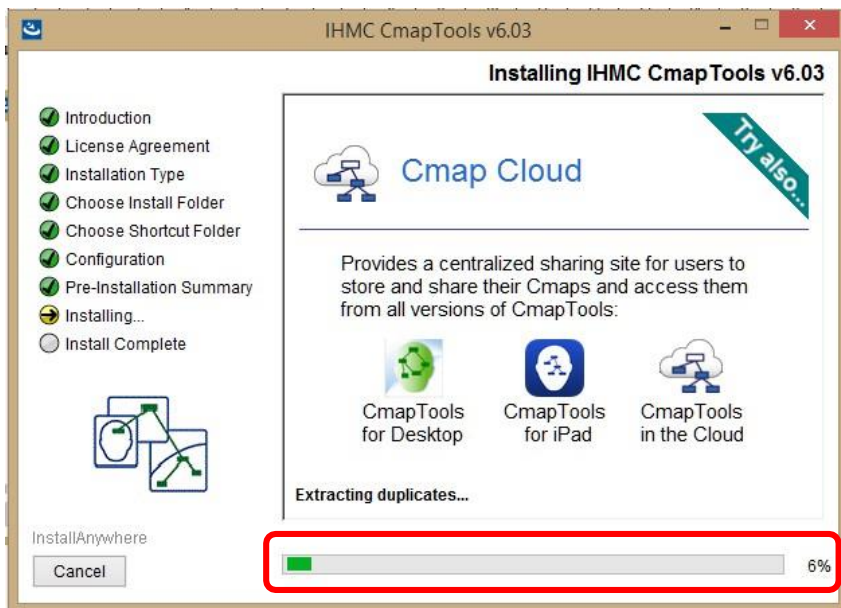 IHMC CmapTools v6.03
Installing IHMC CmapTools v6.03
Introduction
License Agreement
Installation Type
Choose Install Folder
Choose Shortcut Folder
Configuration
Pre-Installation Summary
Installing...
Install Complete
Try also...
Cmap Cloud
Provides a centralized sharing site for users to
store and share their Cmaps and access them
from all versions of CmapTools:
CmapTools
for Desktop
CmapTools
for iPad
CmapTools
in the Cloud
Extracting duplicates...
InstallAnywhere
Cancel
6%